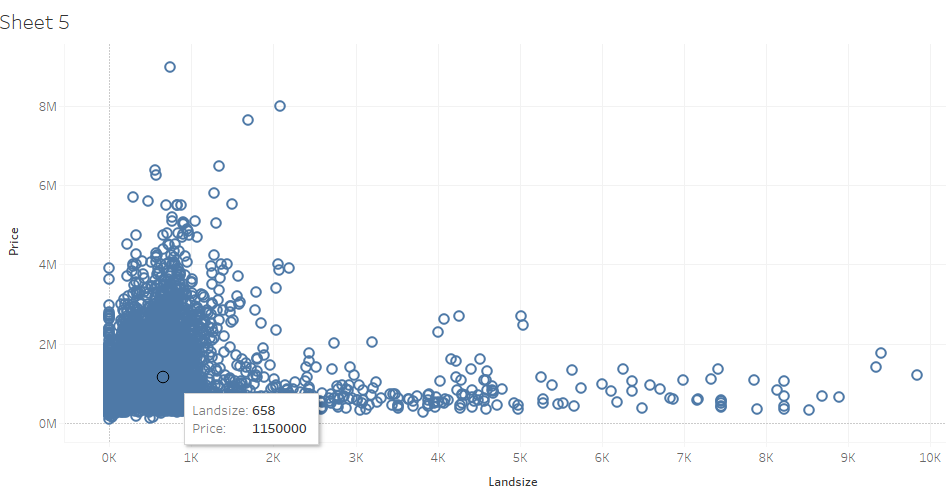 Sheet 5
8M
6M
4M
2M
0M
Price
Landsize: 658
Price: 1150000
0K 1K 2K 3K 4K 5K 6K 7K 8K 9K 10K
Landsize